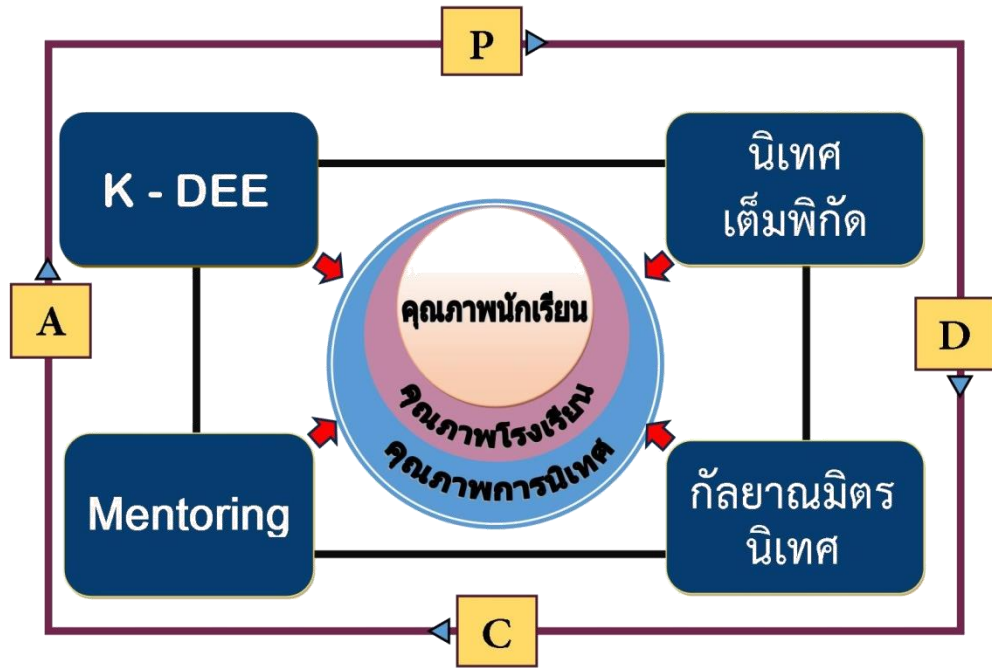 P
K - DEE
นิเทศ
เต็มพิกัด
คุณภาพนักเรียน
A
D
คุณภาพโรงเรียน
คุณภาพการนิเทศ
Mentoring
กัลยาณมิตร
นิเทศ
C